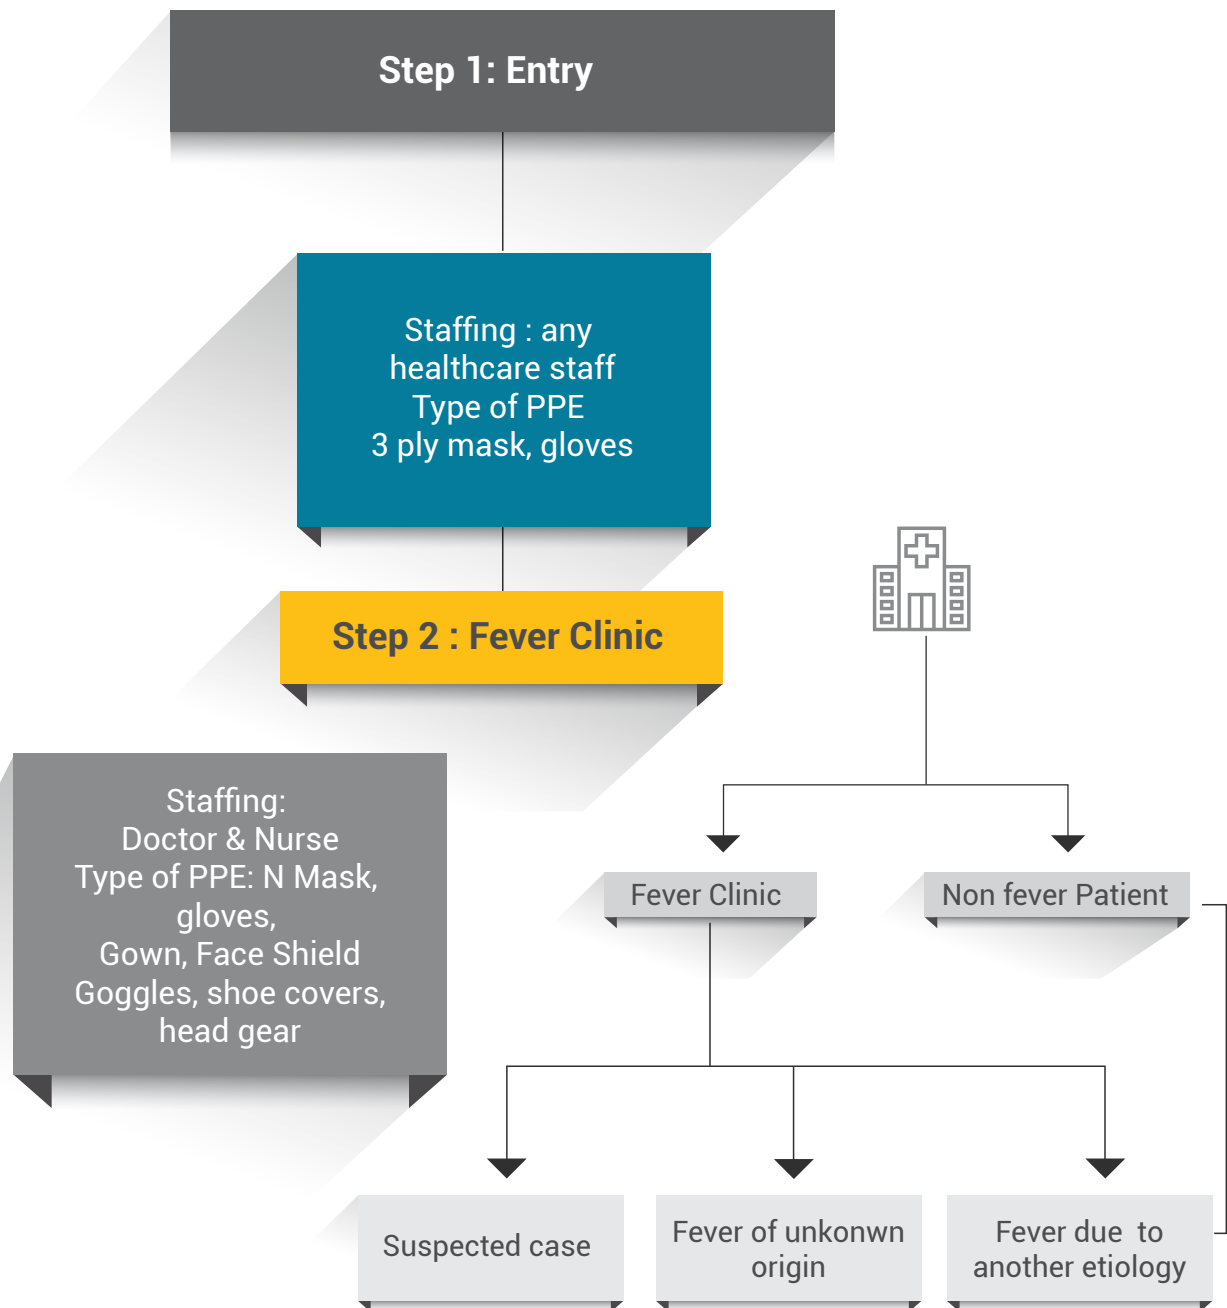 Step 1: Entry
Staffing : any
healthcare staff
Type of PPE
3 ply mask, gloves
Step 2 : Fever Clinic
Staffing:
Doctor & Nurse
Type of PPE: N Mask,
gloves,
Gown, Face Shield
Goggles, shoe covers,
head gear
Fever Clinic
Non fever Patient
Suspected case
Fever of unkonwn
origin
Fever due to
another etiology